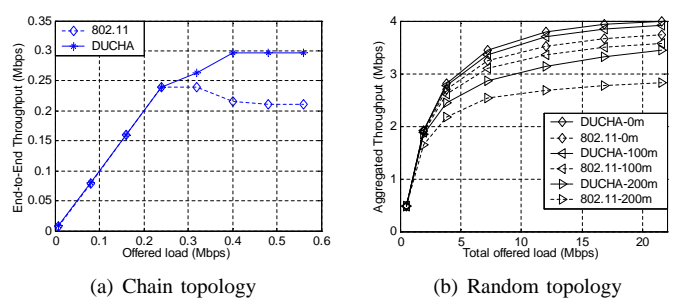 0.35
0.3
0.25
0.2
0.15
0.1
0.05
0
0
0.1
0.2
0.3
0.4
0.5
0.6
End-to-End Throughput (Mbps)
Offered load (Mbps)
802.11
DUCHA
(a) Chain topology
4
3
2
1
0
0
5
10
15
20
Aggregated Throughput (Mbps)
Total offered load (Mbps)
DUCHA-0m
802.11-0m
DUCHA-100m
802.11-100m
DUCHA-200m
802.11-200m
(b) Random topology